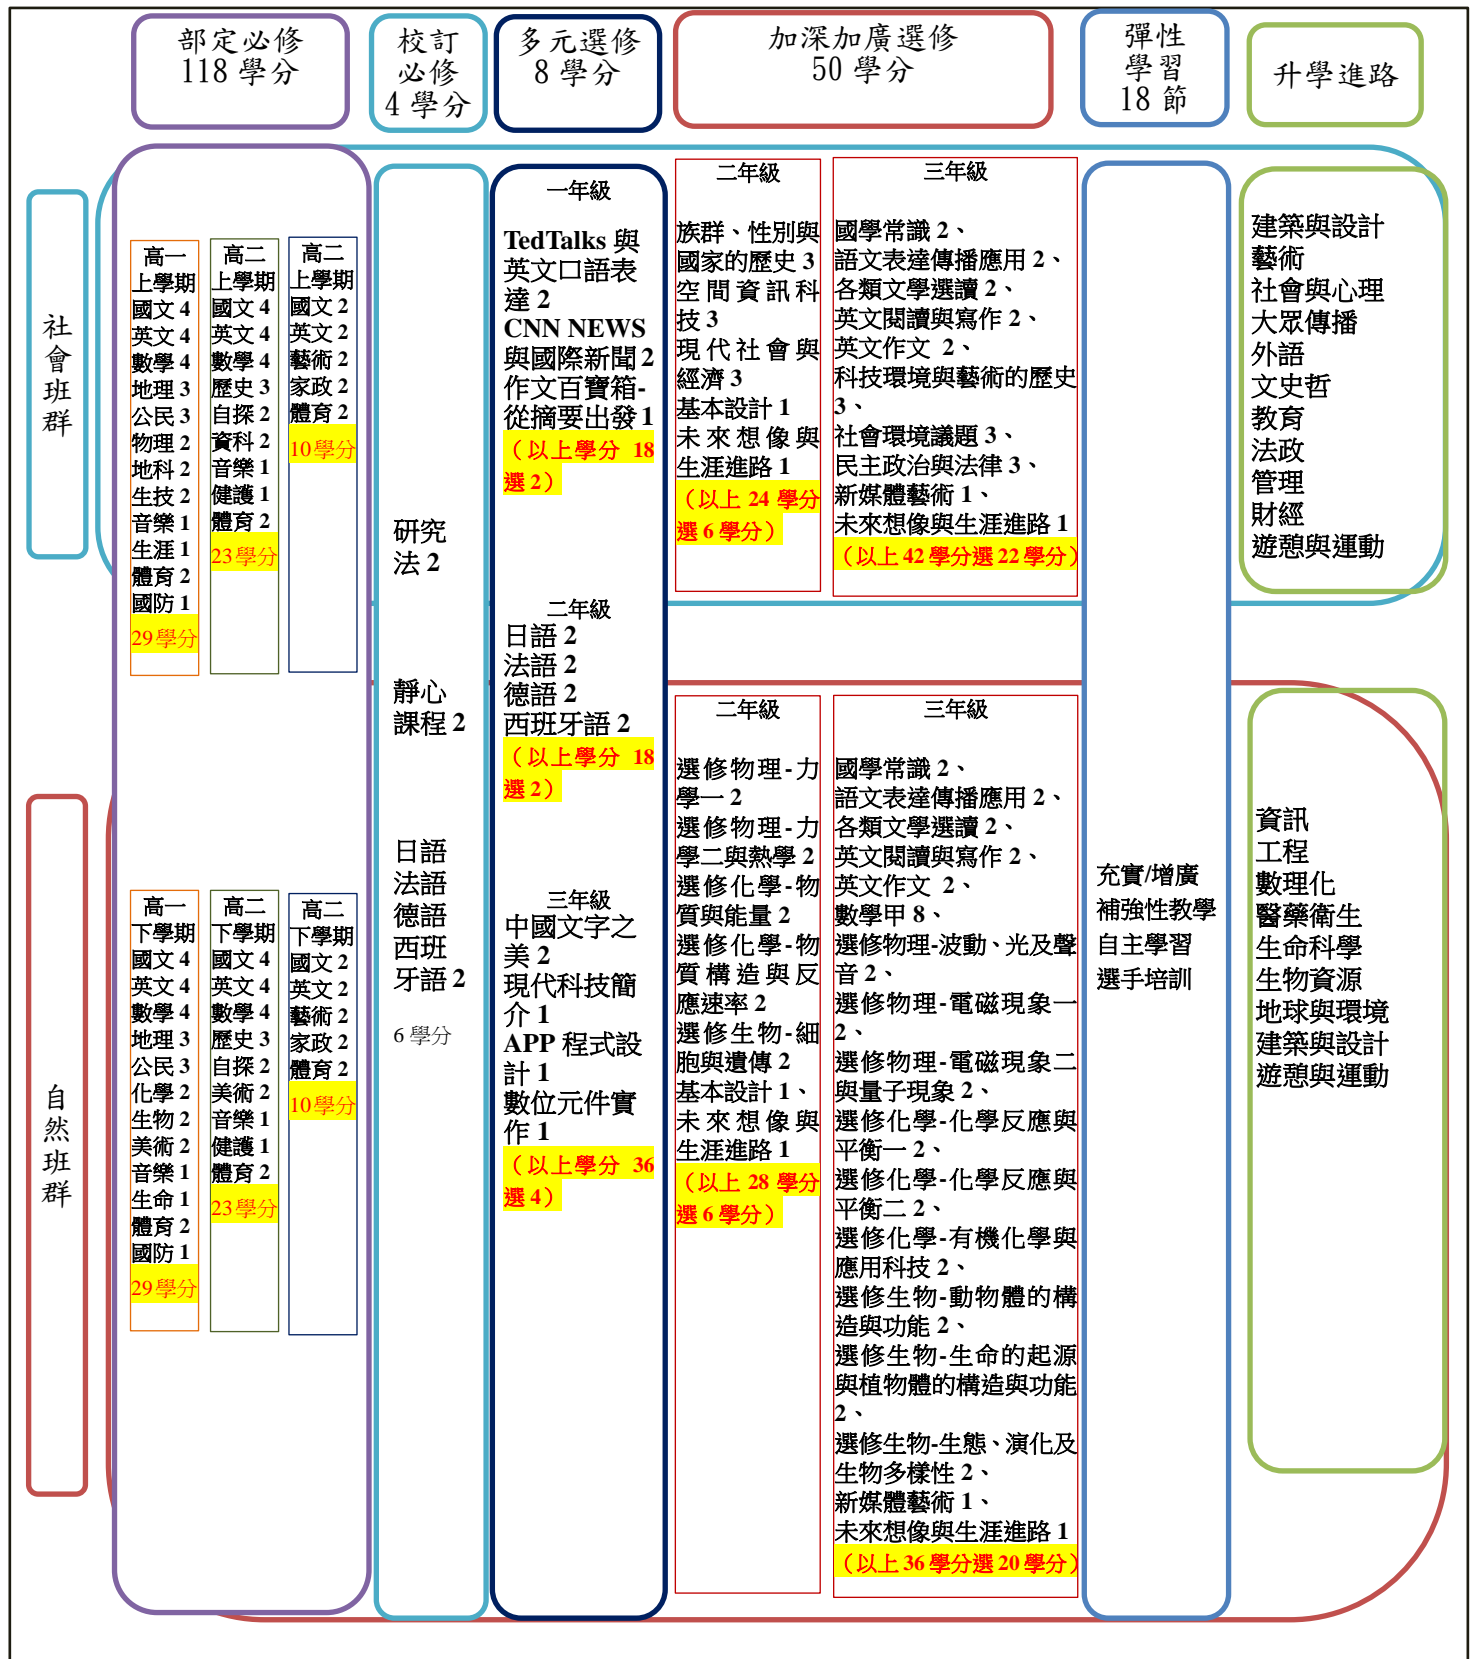 部定必修
118 學分
校訂
必修
4 學分
多元選修
8 學分
加深加廣選修
50 學分
彈性
學習
18 節
升學進路
社
會
班
群
高一
上學期
國文 4
英文 4
數學 4
地理 3
公民 3
物理 2
地科 2
生技 2
音樂 1
生涯 1
體育 2
國防 1
29 學分
高二
上學期
國文 4
英文 4
數學 4
歷史 3
自探 2
資科 2
音樂 1
健護 1
體育 2
23 學分
高二
上學期
國文 2
英文 2
藝術 2
家政 2
體育 2
10 學分
自
然
班
群
高一
下學期
國文 4
英文 4
數學 4
地理 3
公民 3
化學 2
生物 2
美術 2
音樂 1
生命 1
體育 2
國防 1
29 學分
高二
下學期
國文 4
英文 4
數學 4
歷史 3
自探 2
美術 2
音樂 1
健護 1
體育 2
23 學分
高二
下學期
國文 2
英文 2
藝術 2
家政 2
體育 2
10 學分
研究
法 2
靜心
課程 2
日語
法語
德語
西班
牙語 2
6 學分
一年級
TedTalks 與
英文口語表
達 2
CNN NEWS
與國際新聞 2
作文百寶箱-
從摘要出發 1
（以上學分 18
選 2）
二年級
日語 2
法語 2
德語 2
西班牙語 2
（以上學分 18
選 2）
三年級
中國文字之
美 2
現代科技簡
介 1
APP 程式設
計 1
數位元件實
作 1
（以上學分 36
選 4）
二年級
族群、性別與
國家的歷史 3
空間資訊科
技 3
現代社會與
經濟 3
基本設計 1
未來想像與
生涯進路 1
（以上 24 學分
選 6 學分）
三年級
國學常識 2、
語文表達傳播應用 2、
各類文學選讀 2、
英文閱讀與寫作 2、
英文作文 2、
科技環境與藝術的歷史
3、
社會環境議題 3、
民主政治與法律 3、
新媒體藝術 1、
未來想像與生涯進路 1
（以上 42 學分選 22 學分）
二年級
選修物理-力
學一 2
選修物理-力
學二與熱學 2
選修化學-物
質與能量 2
選修化學-物
質構造與反
應速率 2
選修生物-細
胞與遺傳 2
基本設計 1、
未來想像與
生涯進路 1
（以上 28 學分
選 6 學分）
三年級
國學常識 2、
語文表達傳播應用 2、
各類文學選讀 2、
英文閱讀與寫作 2、
英文作文 2、
數學甲 8、
選修物理-波動、光及聲
音 2、
選修物理-電磁現象一
2、
選修物理-電磁現象二
與量子現象 2、
選修化學-化學反應與
平衡一 2、
選修化學-化學反應與
平衡二 2、
選修化學-有機化學與
應用科技 2、
選修生物-動物體的構
造與功能 2、
選修生物-生命的起源
與植物體的構造與功能
2、
選修生物-生態、演化及
生物多樣性 2、
新媒體藝術 1、
未來想像與生涯進路 1
（以上 36 學分選 20 學分）
充實/增廣
補強性教學
自主學習
選手培訓
建築與設計
藝術
社會與心理
大眾傳播
外語
文史哲
教育
法政
管理
財經
遊憩與運動
資訊
工程
數理化
醫藥衛生
生命科學
生物資源
地球與環境
建築與設計
遊憩與運動